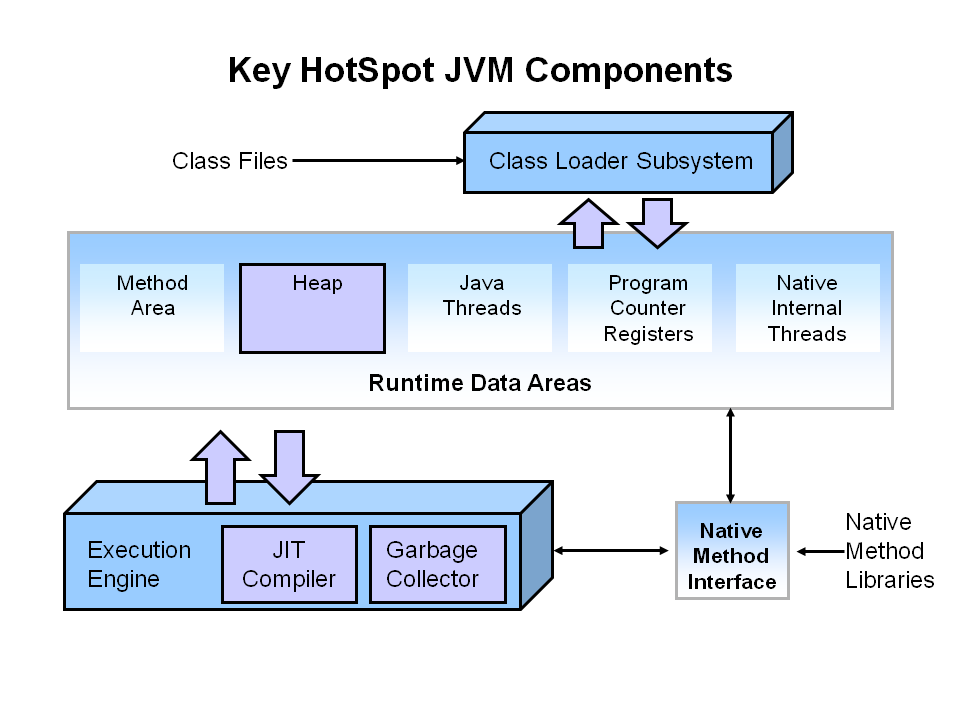 Key HotSpot JVM Components
Class Files
Class Loader Subsystem
Method
Area
Heap
Java
Threads
Program
Counter
Registers
Native
Internal
Threads
Runtime Data Areas
Execution
Engine
JIT
Compiler
Garbage
Collector
Native
Method
Interface
Native
Method
Libraries